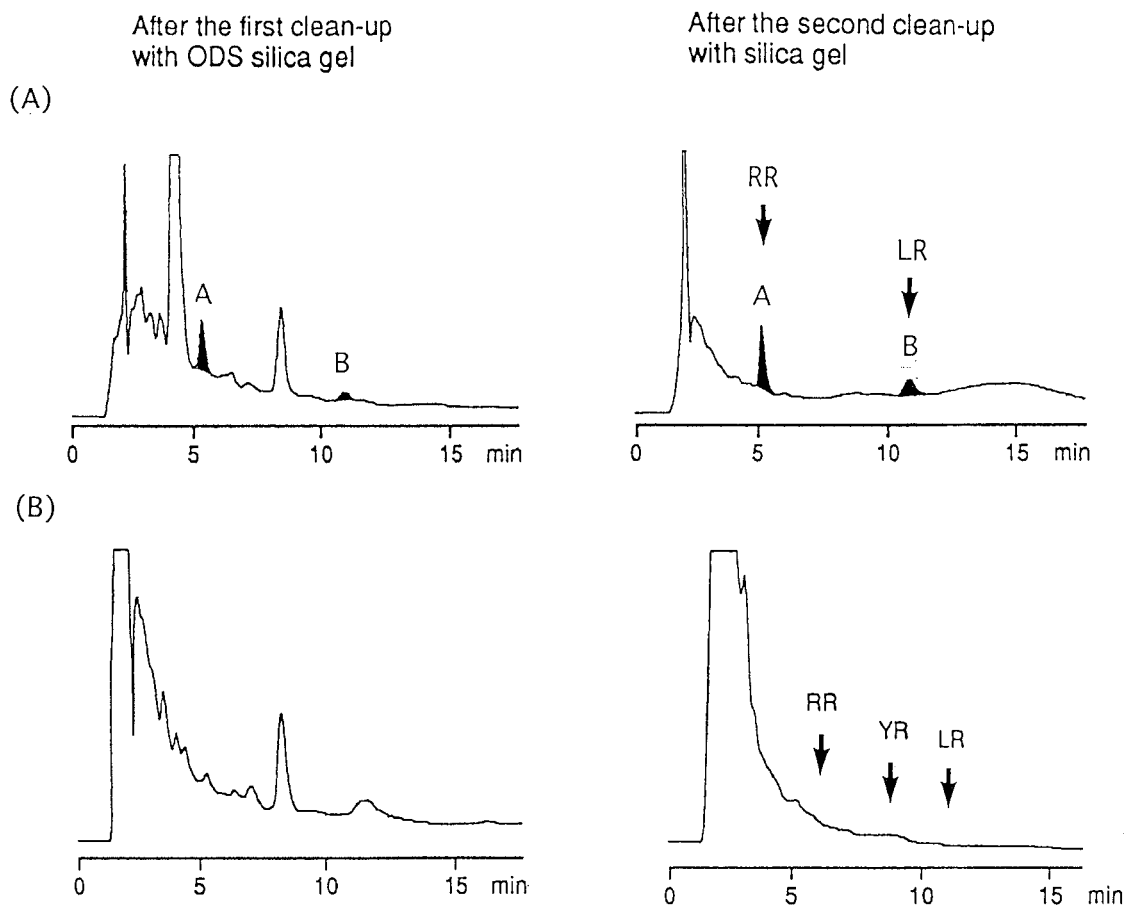 After the first clean-up
with ODS silica gel
After the second clean-up
with silica gel
(A)
A
B
0 5 10 15 min
RR
LR
A
B
0 5 10 15 min
(B)
0 5 10 15 min
RR
YR
LR
0 5 10 15 min